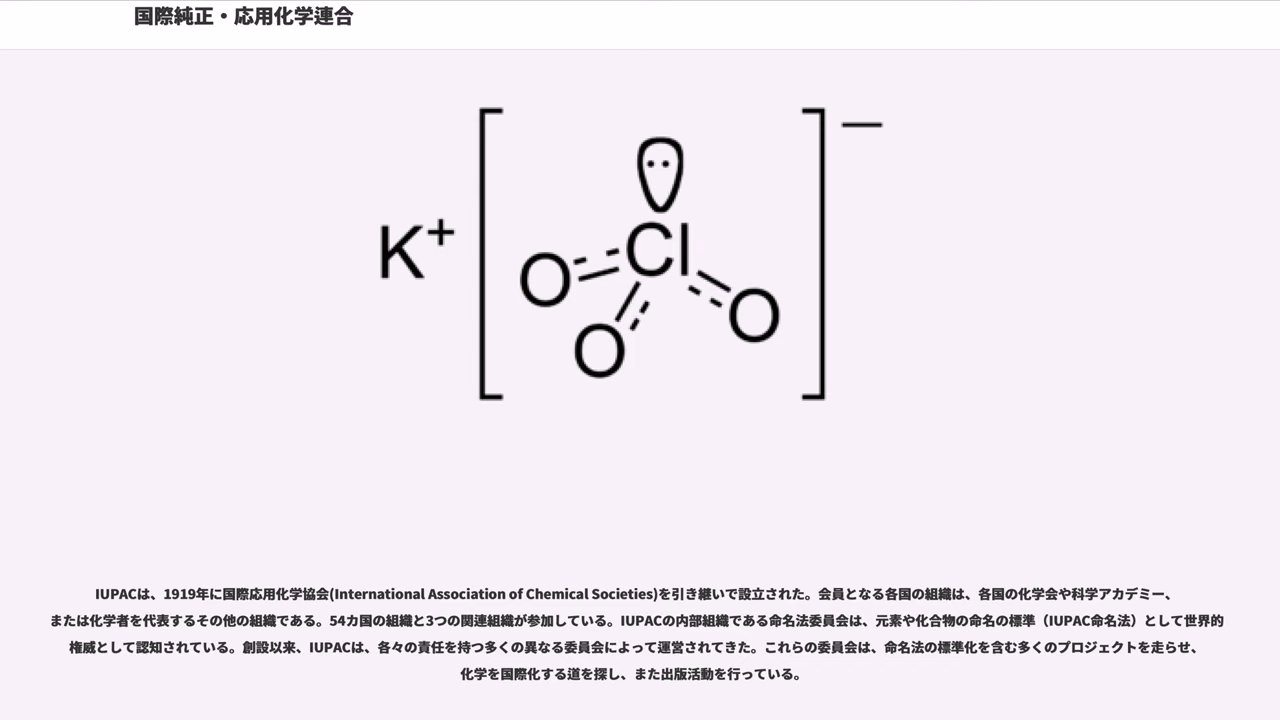 国際純正・応用化学連合
K+ [ Cl O O O ] −
IUPACは、1919年に国際応用化学協会(International Association of Chemical Societies)を引き継いで設立された。会員となる各国の組織は、各国の化学会や科学アカデミー、
または化学者を代表するその他の組織である。54カ国の組織と3つの関連組織が参加している。IUPACの内部組織である命名法委員会は、元素や化合物の命名の標準（IUPAC命名法）として世界的
権威として認知されている。創設以来、IUPACは、各々の責任を持つ多くの異なる委員会によって運営されてきた。これらの委員会は、命名法の標準化を含む多くのプロジェクトを走らせ、
化学を国際化する道を探し、また出版活動を行っている。